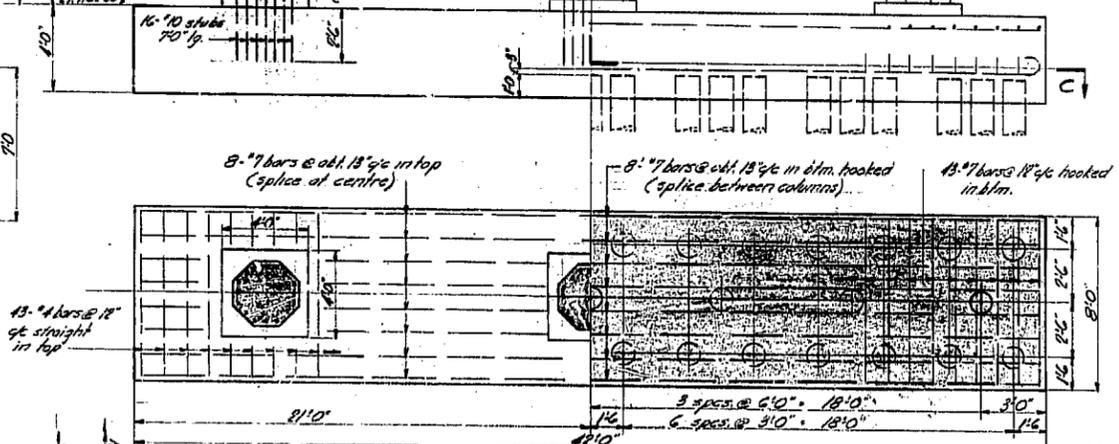 16-#10 stubs
7'-0" lg.
4'0"
2'6"
3"
1'0"
C
7'0
8-#7 bars @ abt. 13" c/c in top
(splice at centre)
8-#7 bars @ abt. 13" c/c in btm. hooked
(splice between columns)
43-#7 bars @ 12" c/c hooked
in btm.
4'0"
4'0"
43-#4 bars @ 12"
c/c straight
in top
1'6
2'6"
2'6"
1'6
8'0"
21'0"
1'6
3 spcs. @ 6'0" = 18'0"
3'0"
6 spcs. @ 3'0" = 18'0"
1'6
42'0"